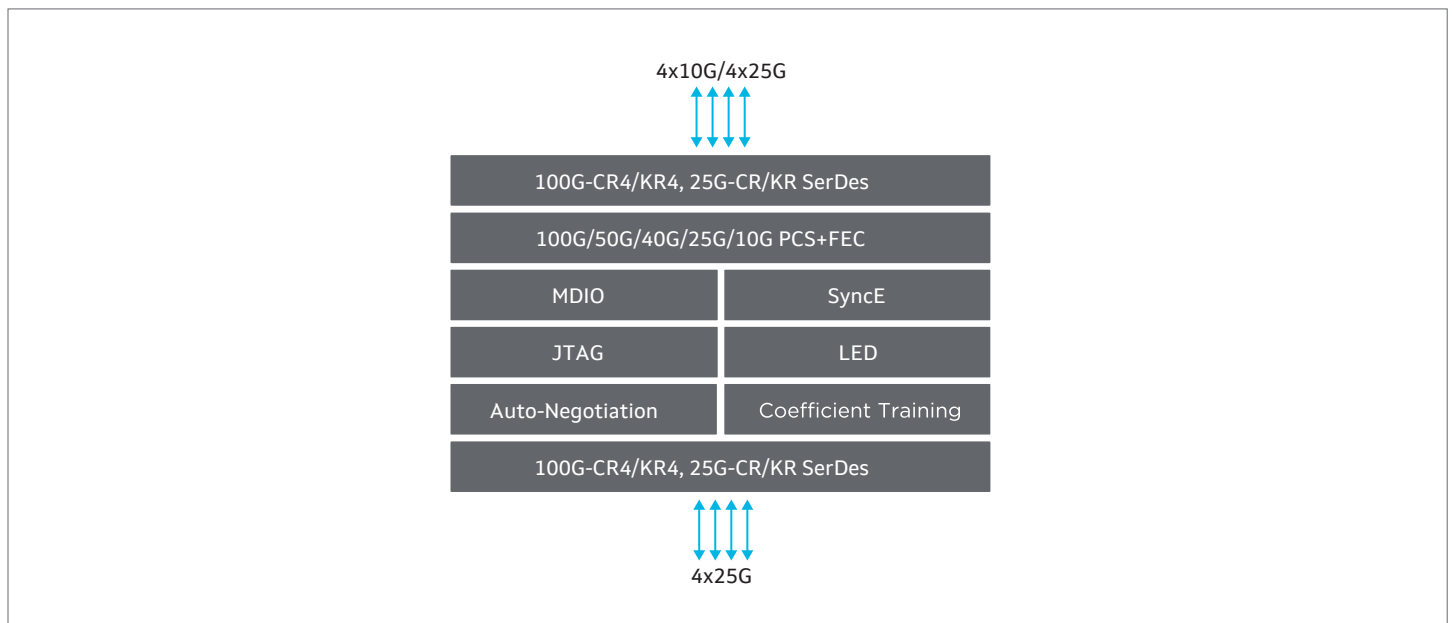 4x10G/4x25G
100G-CR4/KR4, 25G-CR/KR SerDes
100G/50G/40G/25G/10G PCS+FEC
MDIO
SyncE
JTAG
LED
Auto-Negotiation
Coefficient Training
100G-CR4/KR4, 25G-CR/KR SerDes
4x25G